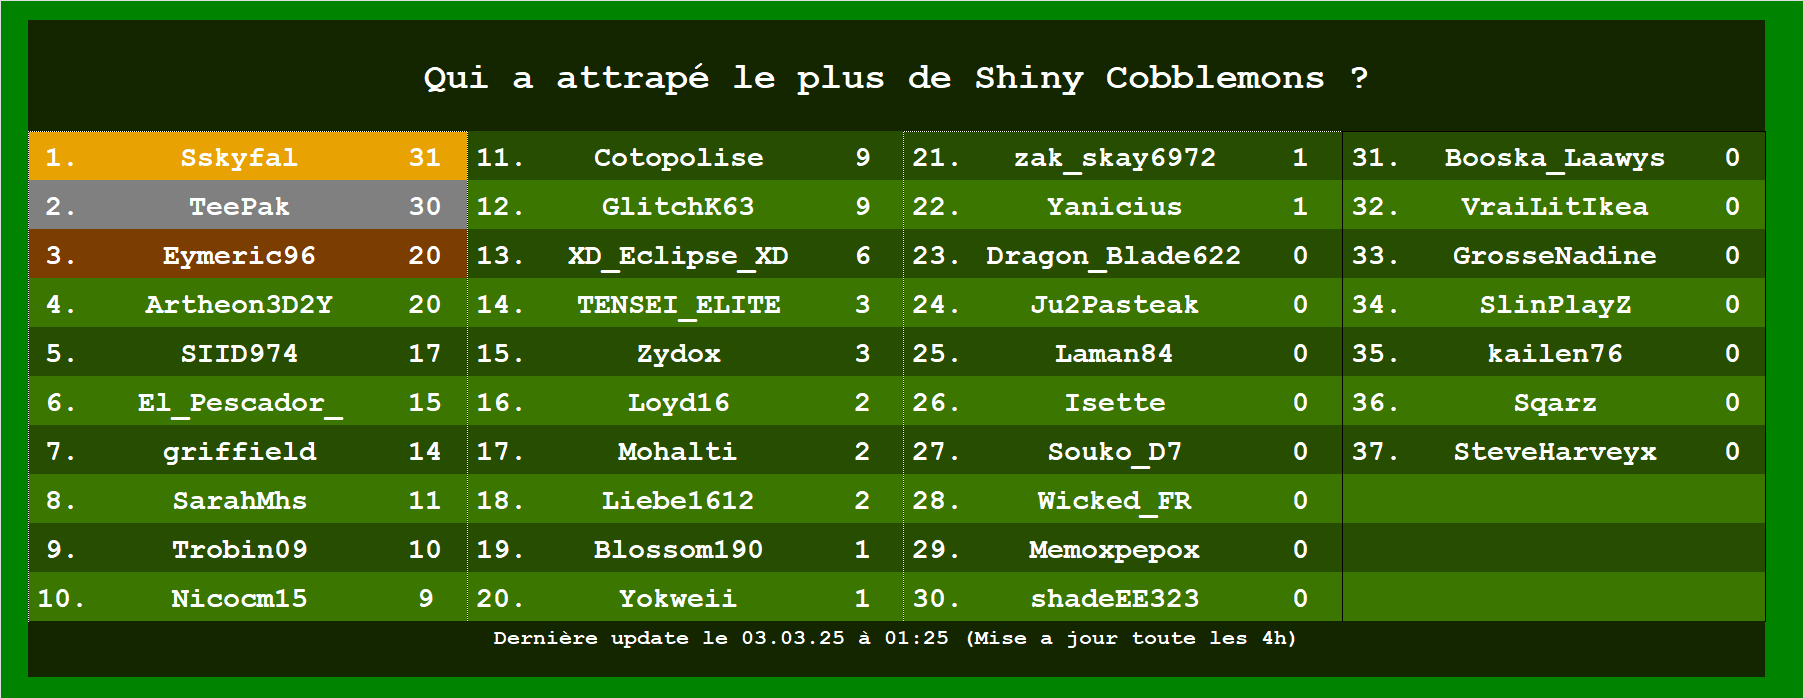 Qui a attrapé le plus de Shiny Cobblemons ?
1. Sskyfal 31
2. TeePak 30
3. Eymeric96 20
4. Artheon3D2Y 20
5. SIID974 17
6. El_Pescador_ 15
7. griffield 14
8. SarahMhs 11
9. Trobin09 10
10. Nicocm15 9
11. Cotopolise 9
12. GlitchK63 9
13. XD_Eclipse_XD 6
14. TENSEI_ELITE 3
15. Zydox 3
16. Loyd16 2
17. Mohalti 2
18. Liebe1612 2
19. Blossom190 1
20. Yokweii 1
21. zak_skay6972 1
22. Yanicius 1
23. Dragon_Blade622 0
24. Ju2Pasteak 0
25. Laman84 0
26. Isette 0
27. Souko_D7 0
28. Wicked_FR 0
29. Memoxpepox 0
30. shadeEE323 0
31. Booska_Laawys 0
32. VraiLitIkea 0
33. GrosseNadine 0
34. SlinPlayZ 0
35. kailen76 0
36. Sqarz 0
37. SteveHarveyx 0
Dernière update le 03.03.25 à 01:25 (Mise a jour toute les 4h)